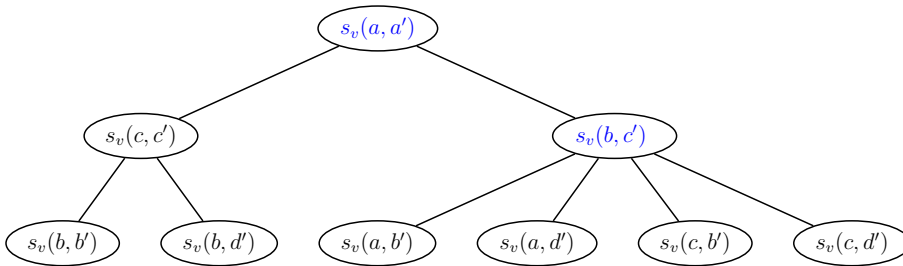 s_v(a, a′)
s_v(c, c′) s_v(b, c′)
s_v(b, b′) s_v(b, d′) s_v(a, b′) s_v(a, d′) s_v(c, b′) s_v(c, d′)